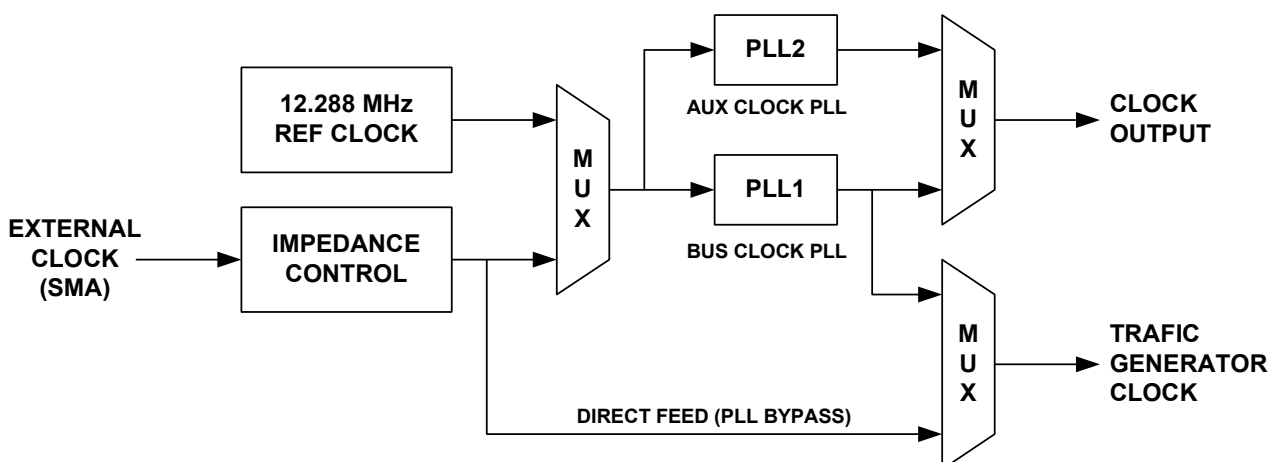 12.288 MHz
REF CLOCK
EXTERNAL
CLOCK
(SMA)
IMPEDANCE
CONTROL
M
U
X
PLL2
AUX CLOCK PLL
PLL1
BUS CLOCK PLL
M
U
X
CLOCK
OUTPUT
DIRECT FEED (PLL BYPASS)
M
U
X
TRAFIC
GENERATOR
CLOCK